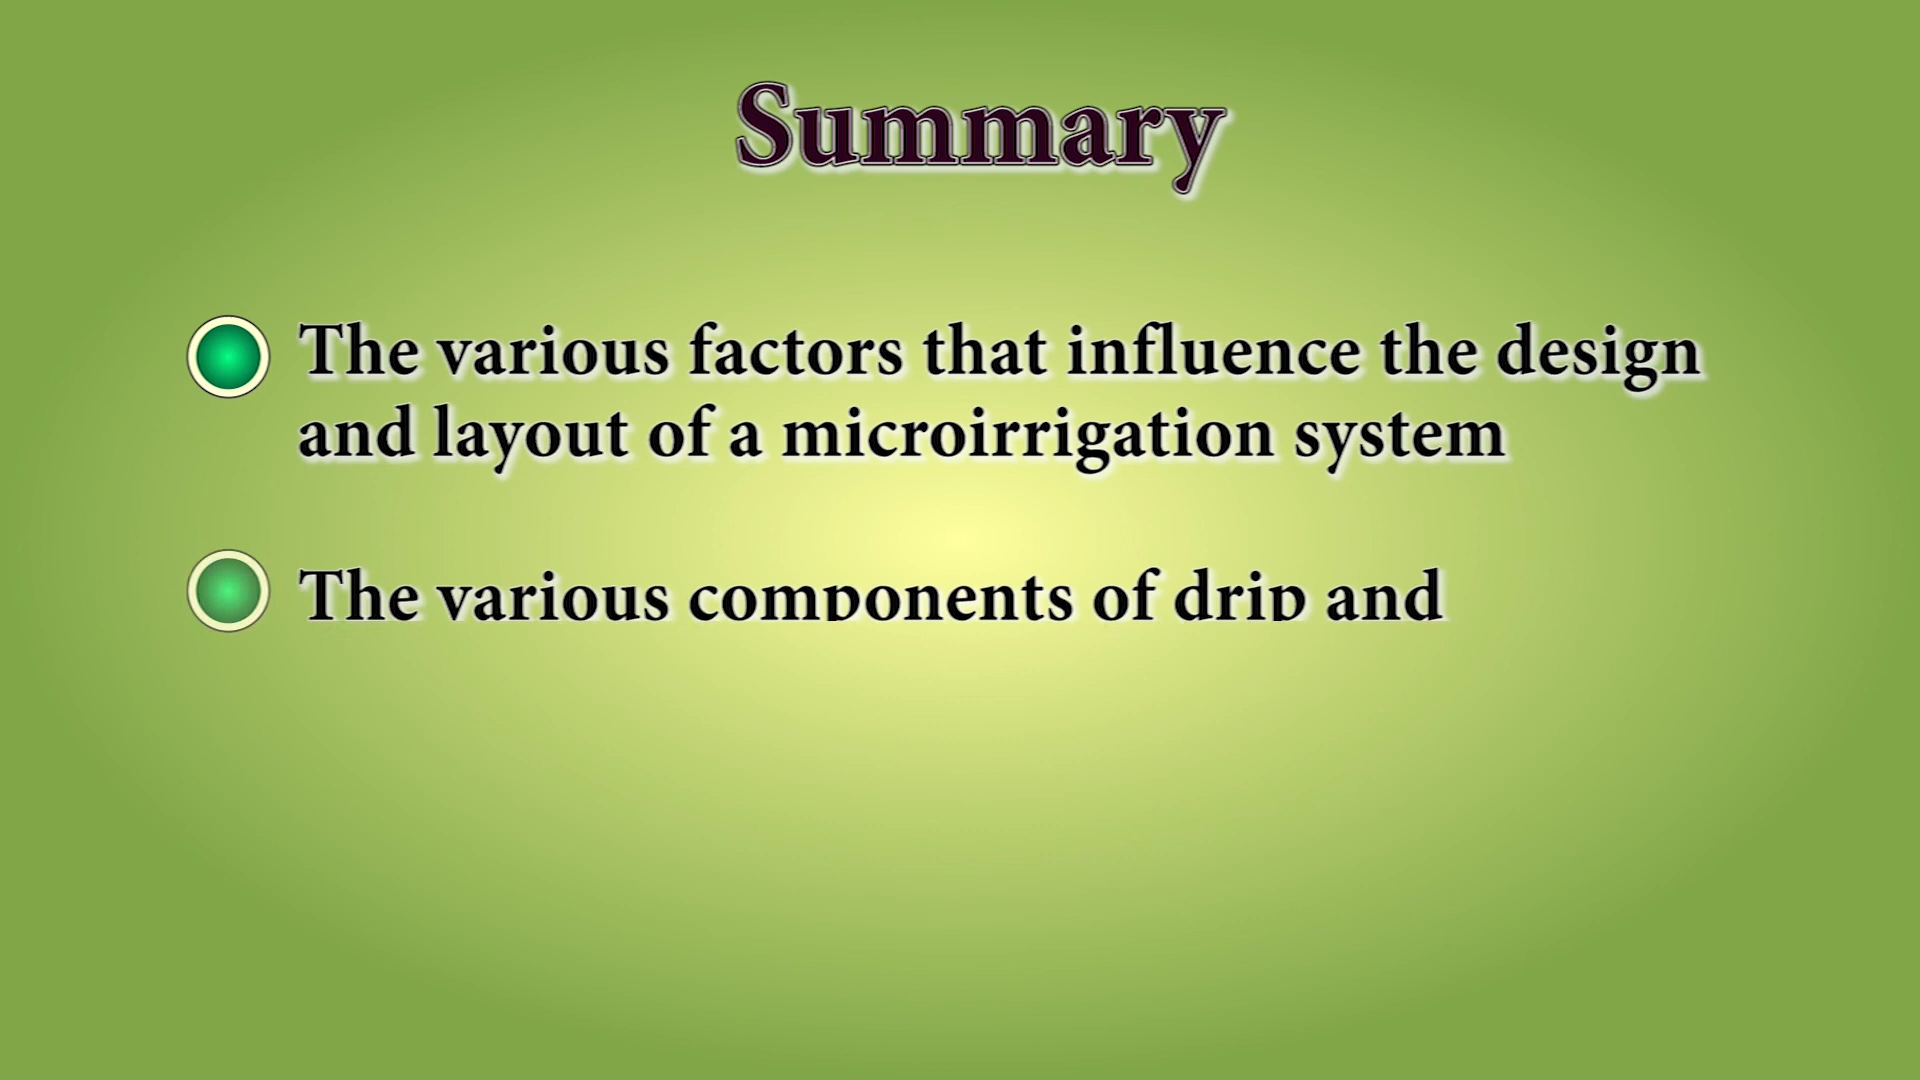 Summary
The various factors that influence the design
and layout of a microirrigation system
The various components of drip and